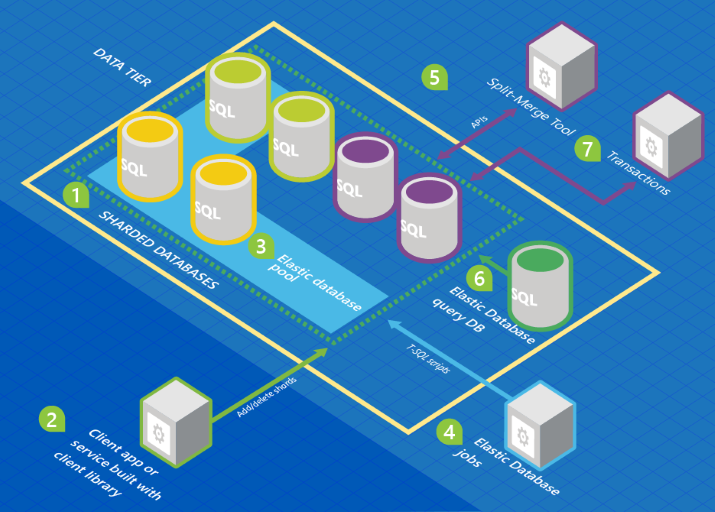 DATA TIER
5
Split-Merge Tool
APIs
7
Transactions
SQL
SQL
SQL
SQL
SQL
SQL
1
SHARDED DATABASES
3
Elastic database
pool
6
SQL
Elastic Database
query DB
T-SQL scripts
Add/delete shards
2
Client app or
service built with
client library
4
Elastic Database
jobs